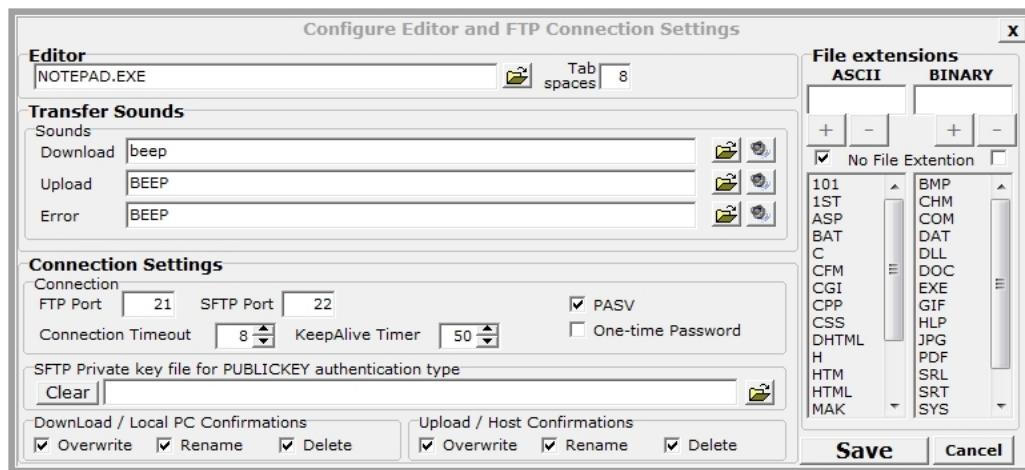 Configure Editor and FTP Connection Settings
X
Editor
NOTEPAD.EXE
Tab
spaces
8
Transfer Sounds
Sounds
Download beep
Upload BEEP
Error BEEP
Connection Settings
Connection
FTP Port 21 SFTP Port 22
PASV
Connection Timeout 8 KeepAlive Timer 50
One-time Password
SFTP Private key file for PUBLICKEY authentication type
Clear
DownLoad / Local PC Confirmations
Overwrite Rename Delete
Upload / Host Confirmations
Overwrite Rename Delete
File extensions
ASCII BINARY
+ - + -
No File Extention
101
1ST
ASP
BAT
C
CFM
CGI
CPP
CSS
DHTML
H
HTM
HTML
MAK
BMP
CHM
COM
DAT
DLL
DOC
EXE
GIF
HLP
JPG
PDF
SRL
SRT
SYS
Save Cancel